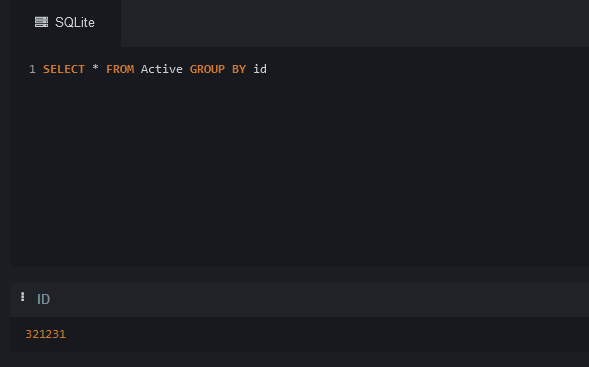 SQLite
1 SELECT * FROM Active GROUP BY id
ID
321231